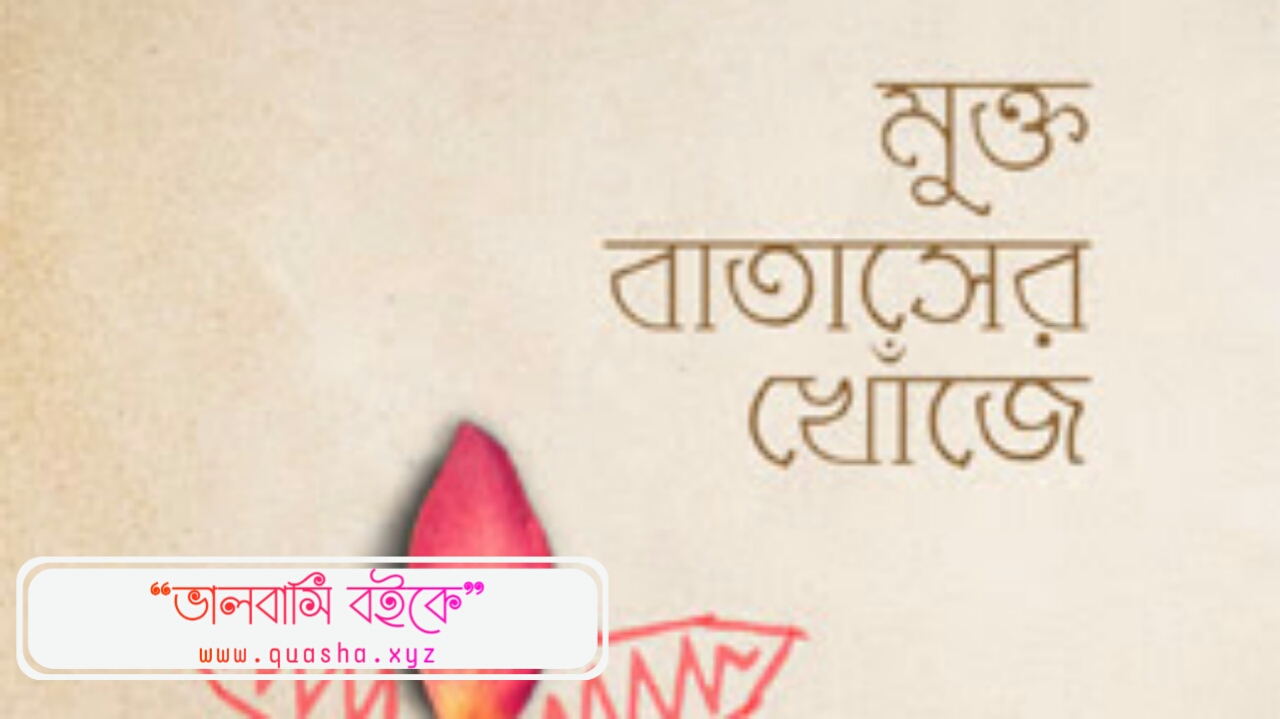 মুক্ত
বাতাসের
খোঁজে
“ভালবাসি বইকে”
www.quasha.xyz